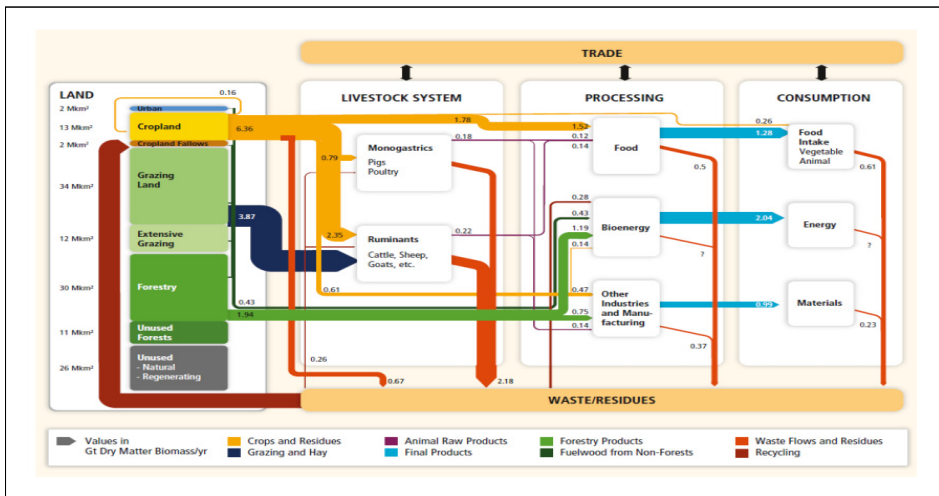 TRADE
LAND
LIVESTOCK SYSTEM
PROCESSING
CONSUMPTION
0.16
2 Mkm²
Urban
13 Mkm²
Cropland
6.36
2 Mkm²
Cropland Fallows
34 Mkm²
Grazing
Land
3.87
12 Mkm²
Extensive
Grazing
30 Mkm²
Forestry
0.43
1.94
11 Mkm²
Unused
Forests
26 Mkm²
Unused
- Natural
- Regenerating
1.78
0.18
0.79
Monogastrics
Pigs
Poultry
2.35
0.22
Ruminants
Cattle, Sheep,
Goats, etc.
0.61
0.26
0.67
2.18
1.52
0.12
0.14
Food
0.5
0.28
0.43
1.19
0.14
Bioenergy
?
0.47
0.75
0.14
Other
Industries
and Manu-
facturing
0.37
0.26
1.28
Food
Intake
Vegetable
Animal
0.61
2.04
Energy
?
0.99
Materials
0.23
WASTE/RESIDUES
Values in
Gt Dry Matter Biomass/yr
Crops and Residues
Grazing and Hay
Animal Raw Products
Final Products
Forestry Products
Fuelwood from Non-Forests
Waste Flows and Residues
Recycling